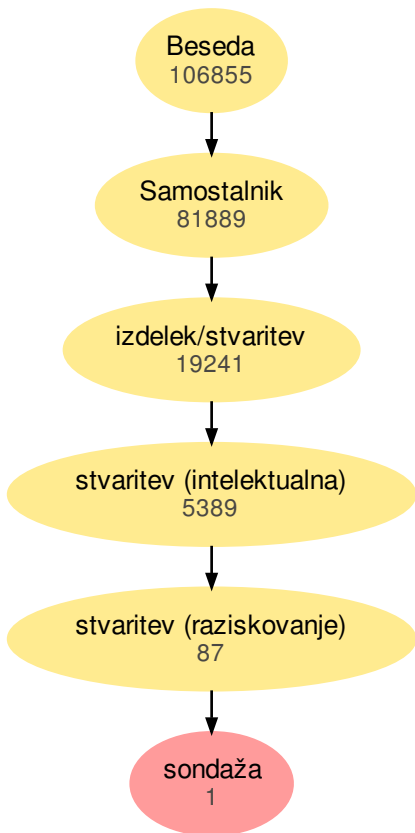 Beseda
106855
Samostalnik
81889
izdelek/stvaritev
19241
stvaritev (intelektualna)
5389
stvaritev (raziskovanje)
87
sondaža
1